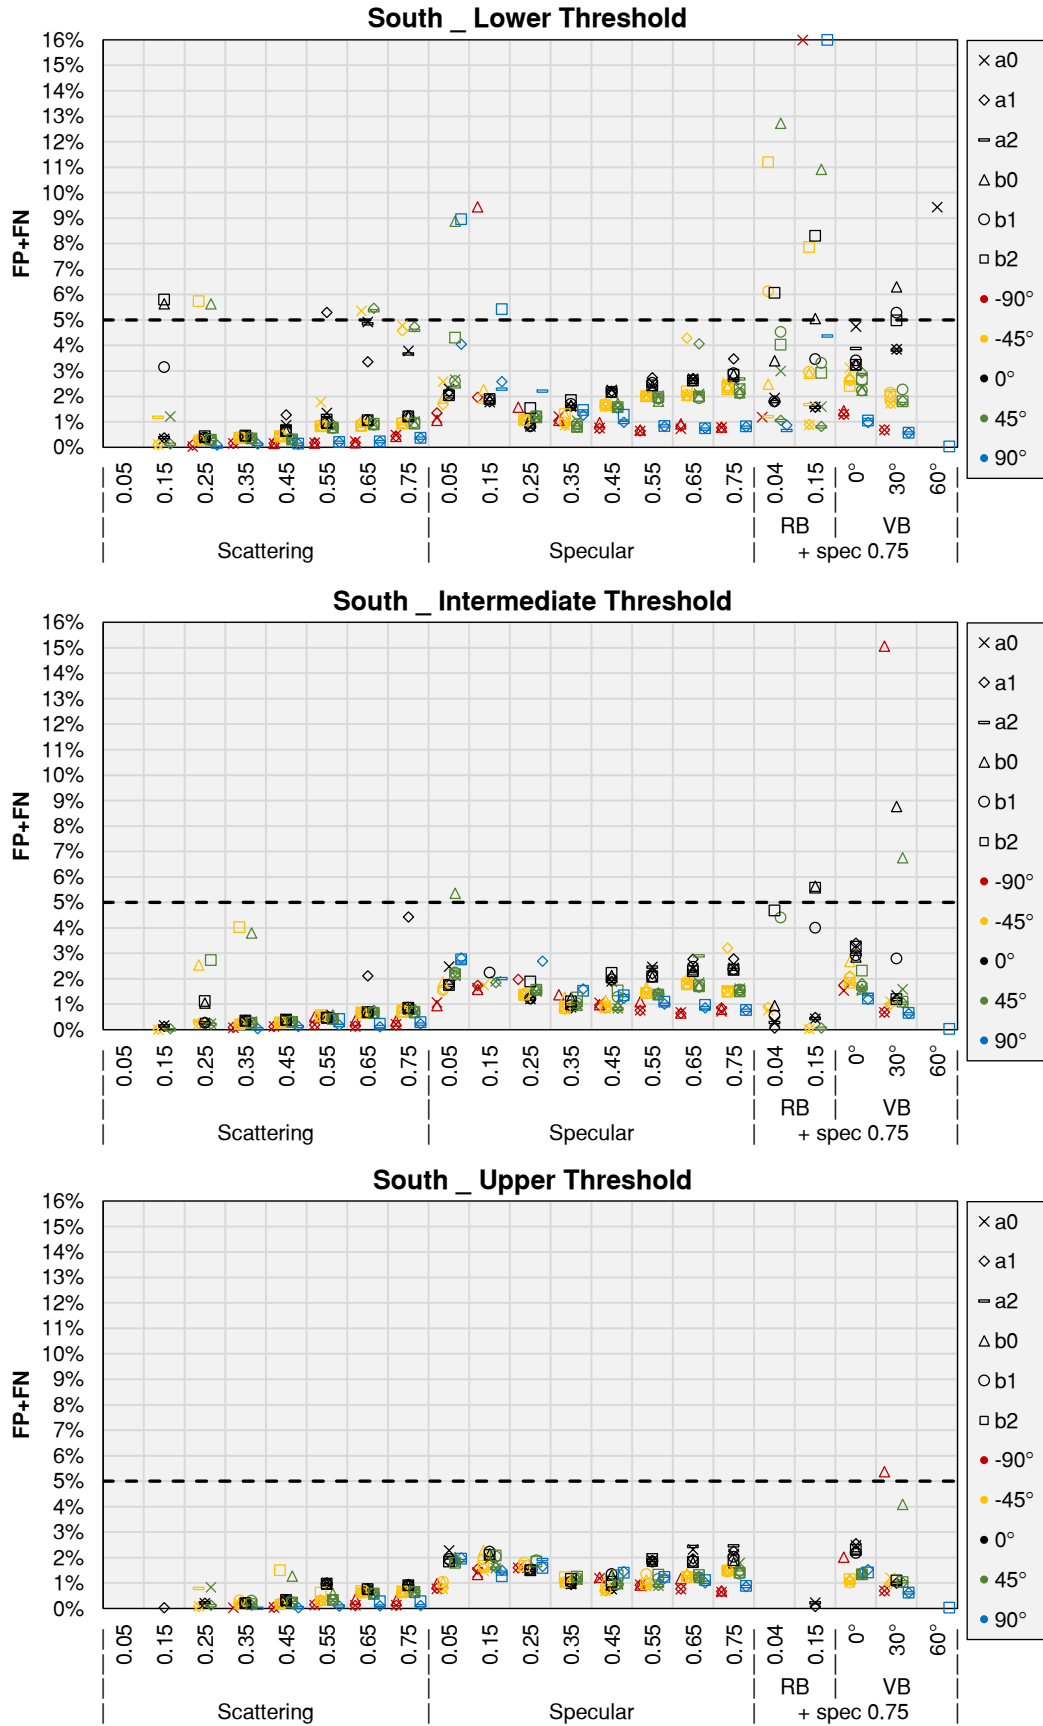 South _ Lower Threshold
16%
15%
14%
13%
12%
11%
10%
9%
8%
7%
6%
5%
4%
3%
2%
1%
0%
FP+FN
0.05 0.15 0.25 0.35 0.45 0.55 0.65 0.75 0.05 0.15 0.25 0.35 0.45 0.55 0.65 0.75 0.04 0.15 0° 30° 60°
RB VB
Scattering Specular + spec 0.75
a0
a1
a2
b0
b1
b2
-90°
-45°
0°
45°
90°
South _ Intermediate Threshold
16%
15%
14%
13%
12%
11%
10%
9%
8%
7%
6%
5%
4%
3%
2%
1%
0%
FP+FN
0.05 0.15 0.25 0.35 0.45 0.55 0.65 0.75 0.05 0.15 0.25 0.35 0.45 0.55 0.65 0.75 0.04 0.15 0° 30° 60°
RB VB
Scattering Specular + spec 0.75
a0
a1
a2
b0
b1
b2
-90°
-45°
0°
45°
90°
South _ Upper Threshold
16%
15%
14%
13%
12%
11%
10%
9%
8%
7%
6%
5%
4%
3%
2%
1%
0%
FP+FN
0.05 0.15 0.25 0.35 0.45 0.55 0.65 0.75 0.05 0.15 0.25 0.35 0.45 0.55 0.65 0.75 0.04 0.15 0° 30° 60°
RB VB
Scattering Specular + spec 0.75
a0
a1
a2
b0
b1
b2
-90°
-45°
0°
45°
90°